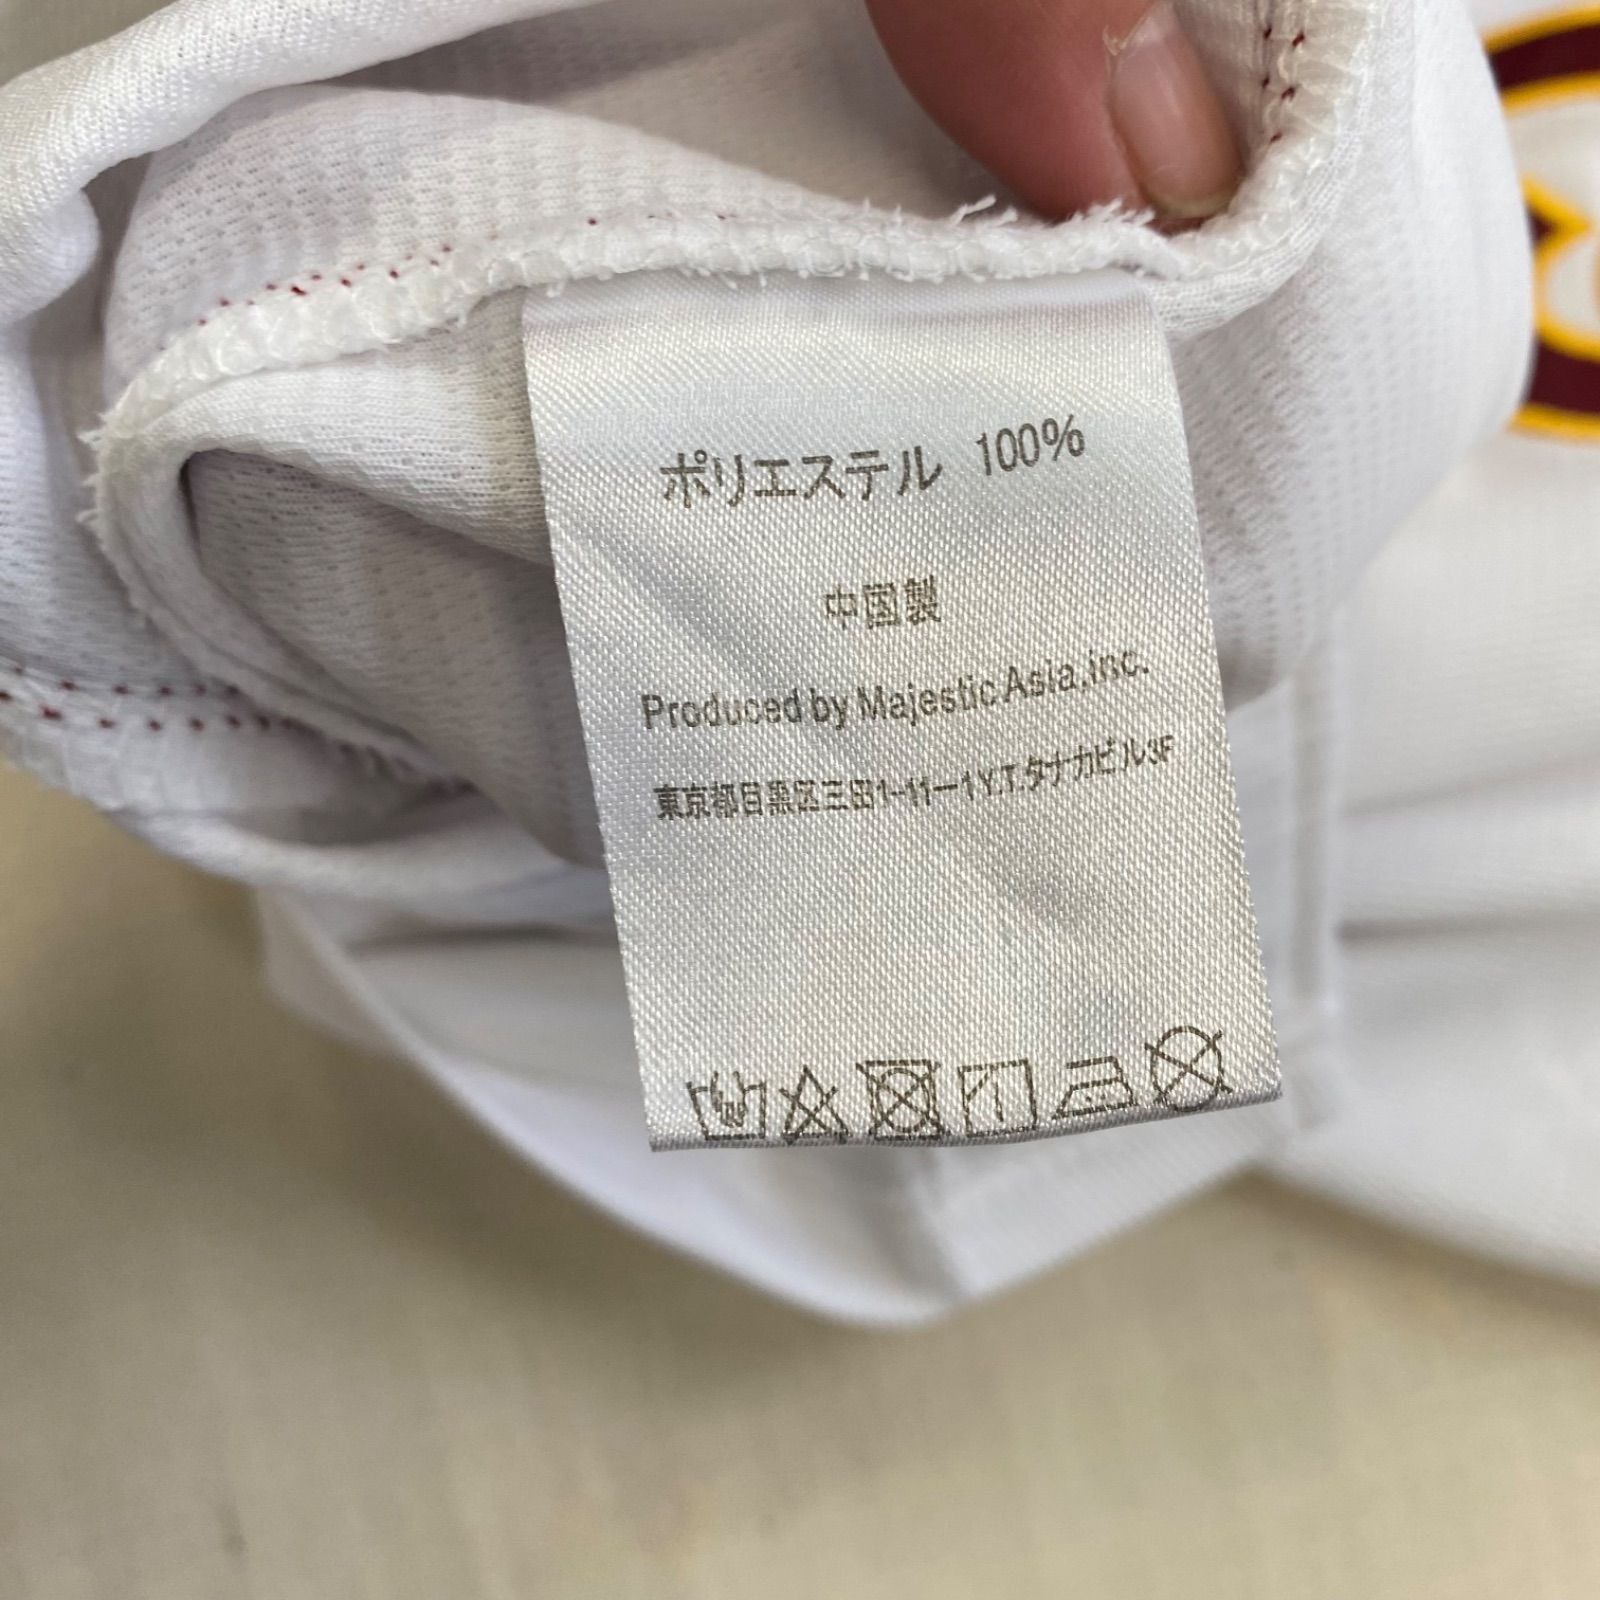 ポリエステル 100%
中国製
Produced by Majestic Asia.inc.
東京都目黒区三田1-11-1 Y.T.タナカビル3F